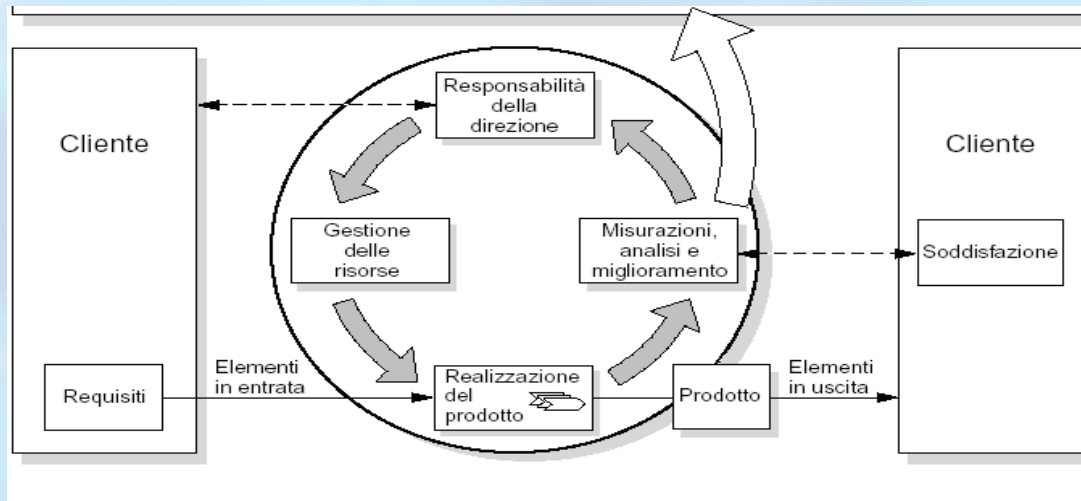 Responsabilità
della
direzione
Cliente
Cliente
Gestione
delle
risorse
Misurazioni,
analisi e
miglioramento
Soddisfazione
Requisiti
Elementi
in entrata
Realizzazione
del
prodotto
Prodotto
Elementi
in uscita